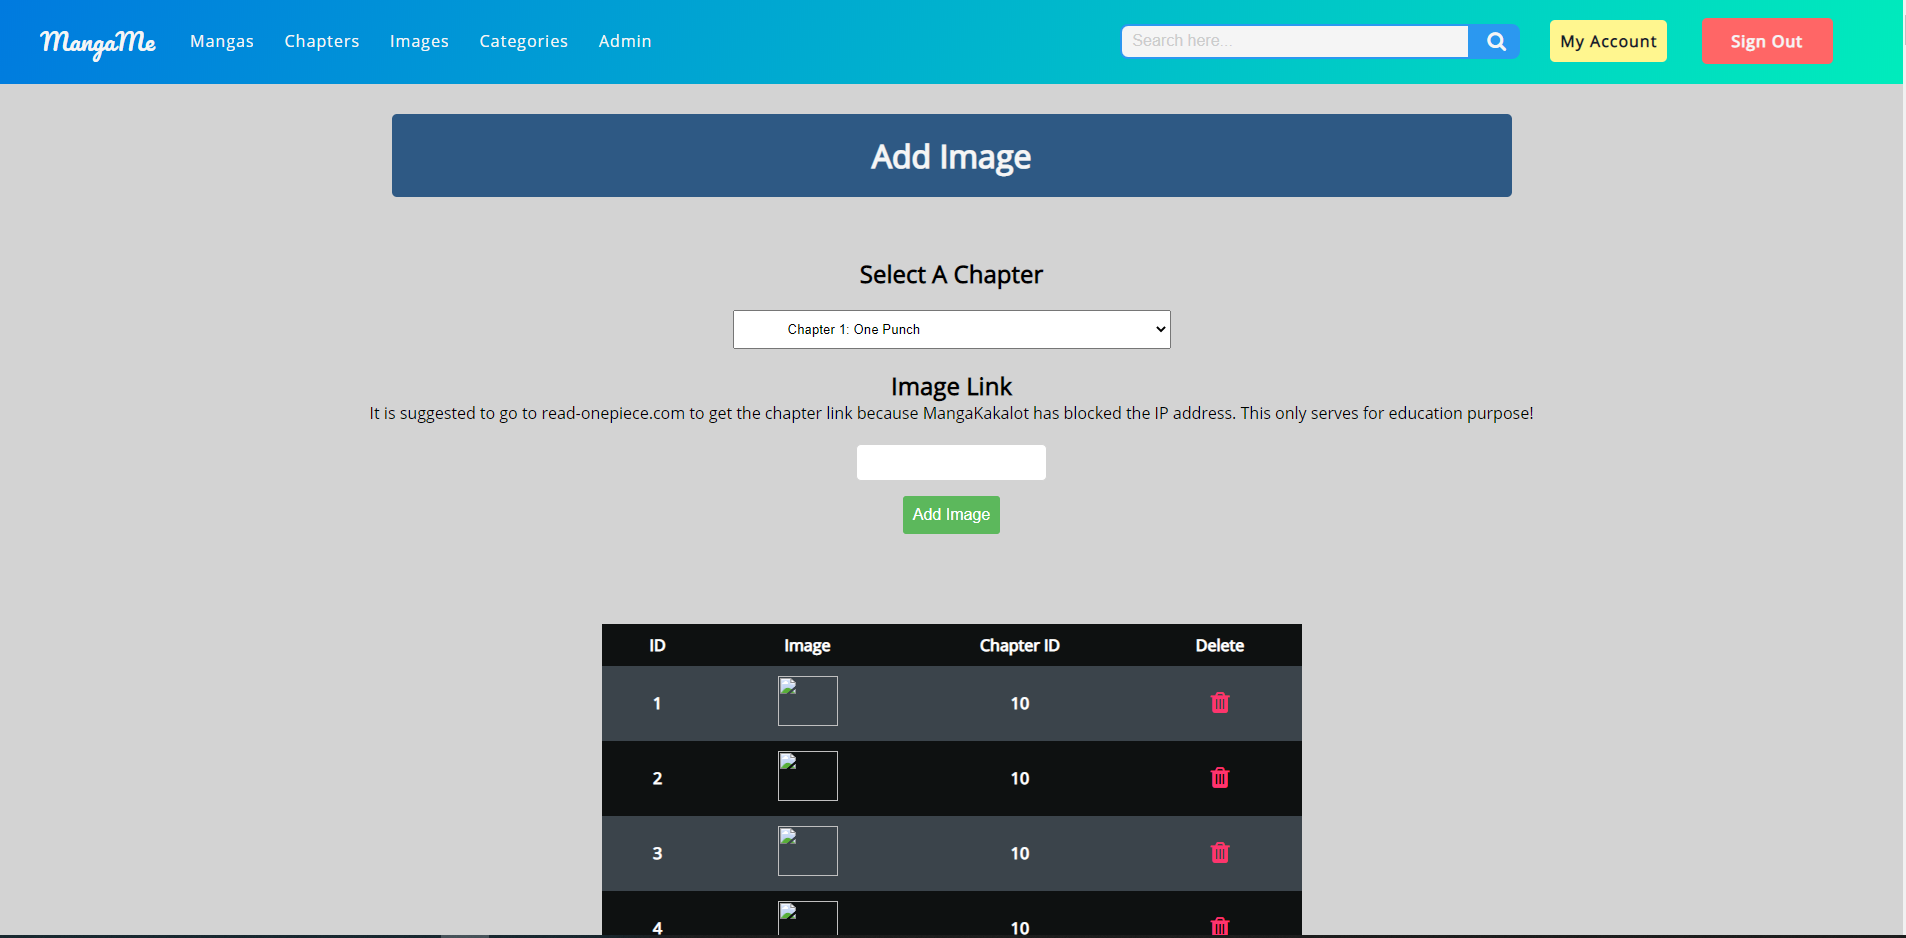 MangaMe Mangas Chapters Images Categories Admin Search here... My Account Sign Out
Add Image
Select A Chapter
Chapter 1: One Punch
Image Link
It is suggested to go to read-onepiece.com to get the chapter link because MangaKakalot has blocked the IP address. This only serves for education purpose!
Add Image
ID Image Chapter ID Delete
1 10
2 10
3 10
4 10